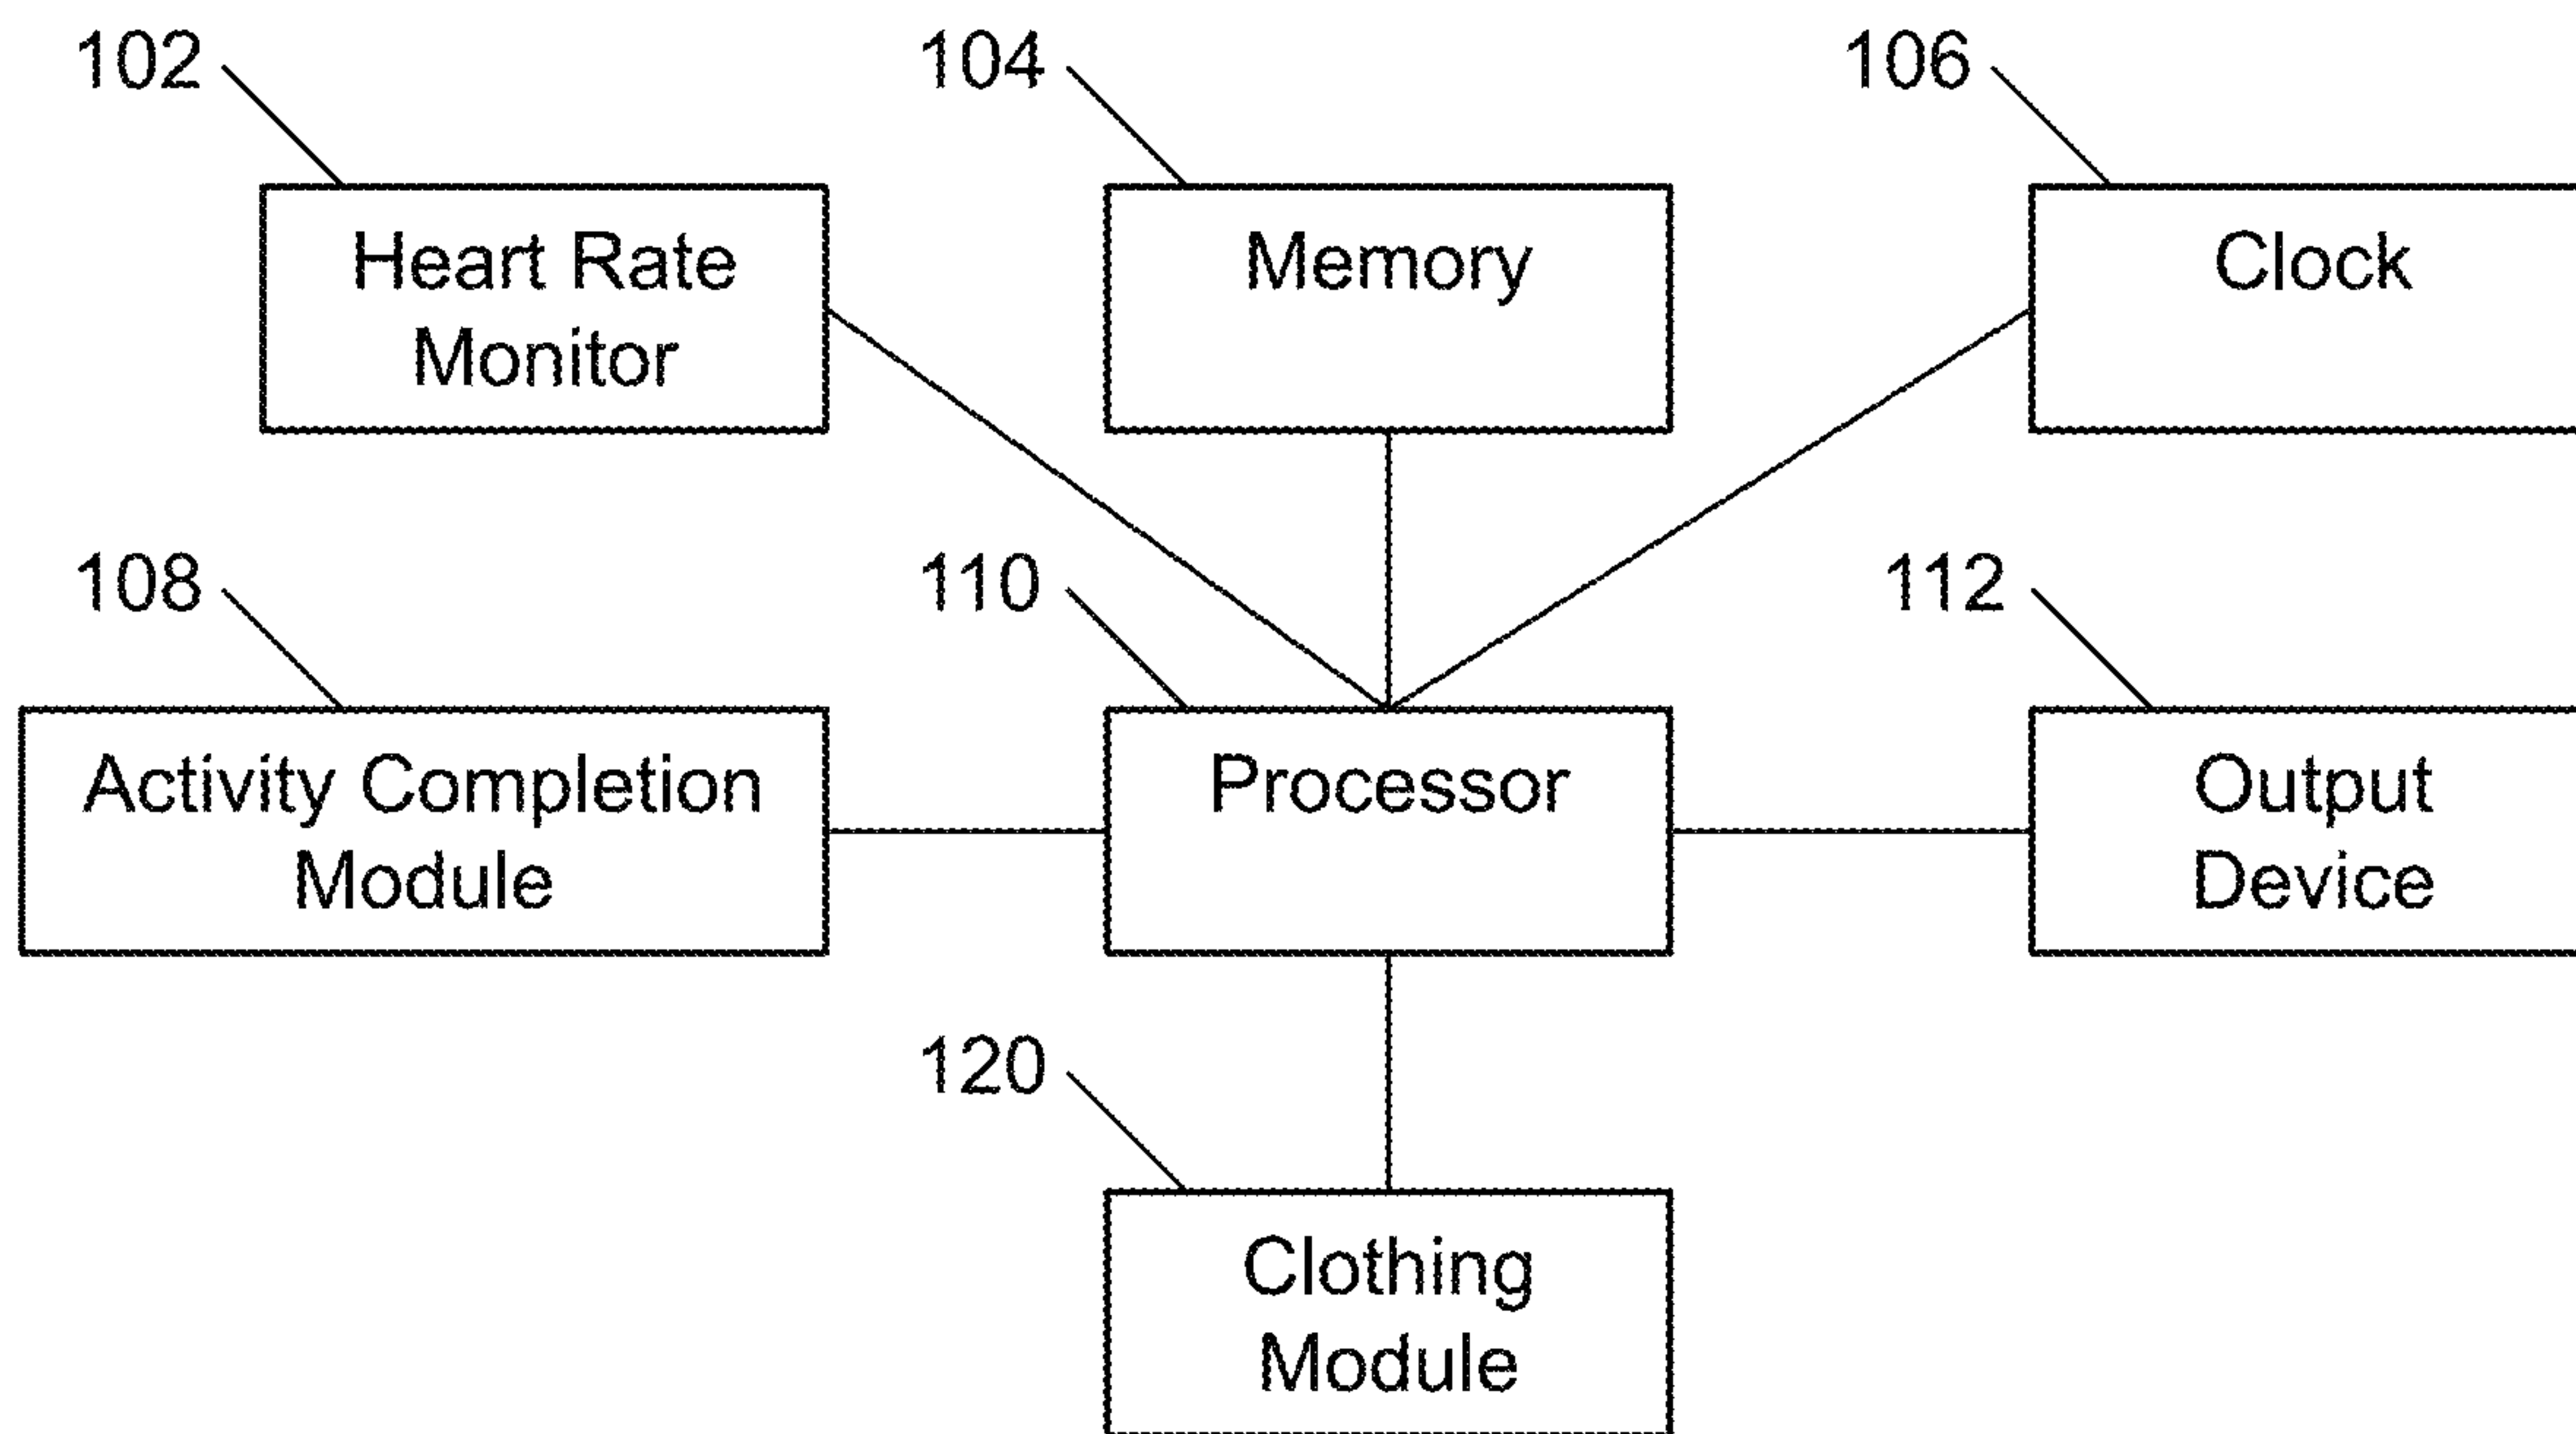 102
104
106
Heart Rate
Monitor
Memory
Clock
108
110
112
Activity Completion
Module
Processor
Output
Device
120
Clothing
Module